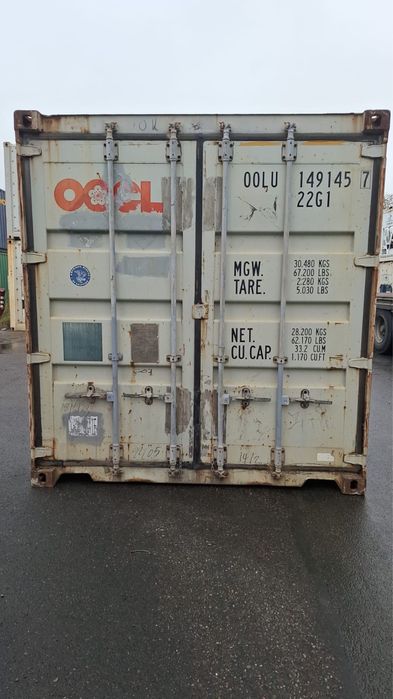 OK
OOCL
OOLU 149145 7
22G1
MGW. 30.480 KGS
67.200 LBS
TARE. 2.280 KGS
5.030 LBS
NET. 28.200 KGS
62.170 LBS
CU.CAP. 33.2 CU.M
1.170 CU.FT